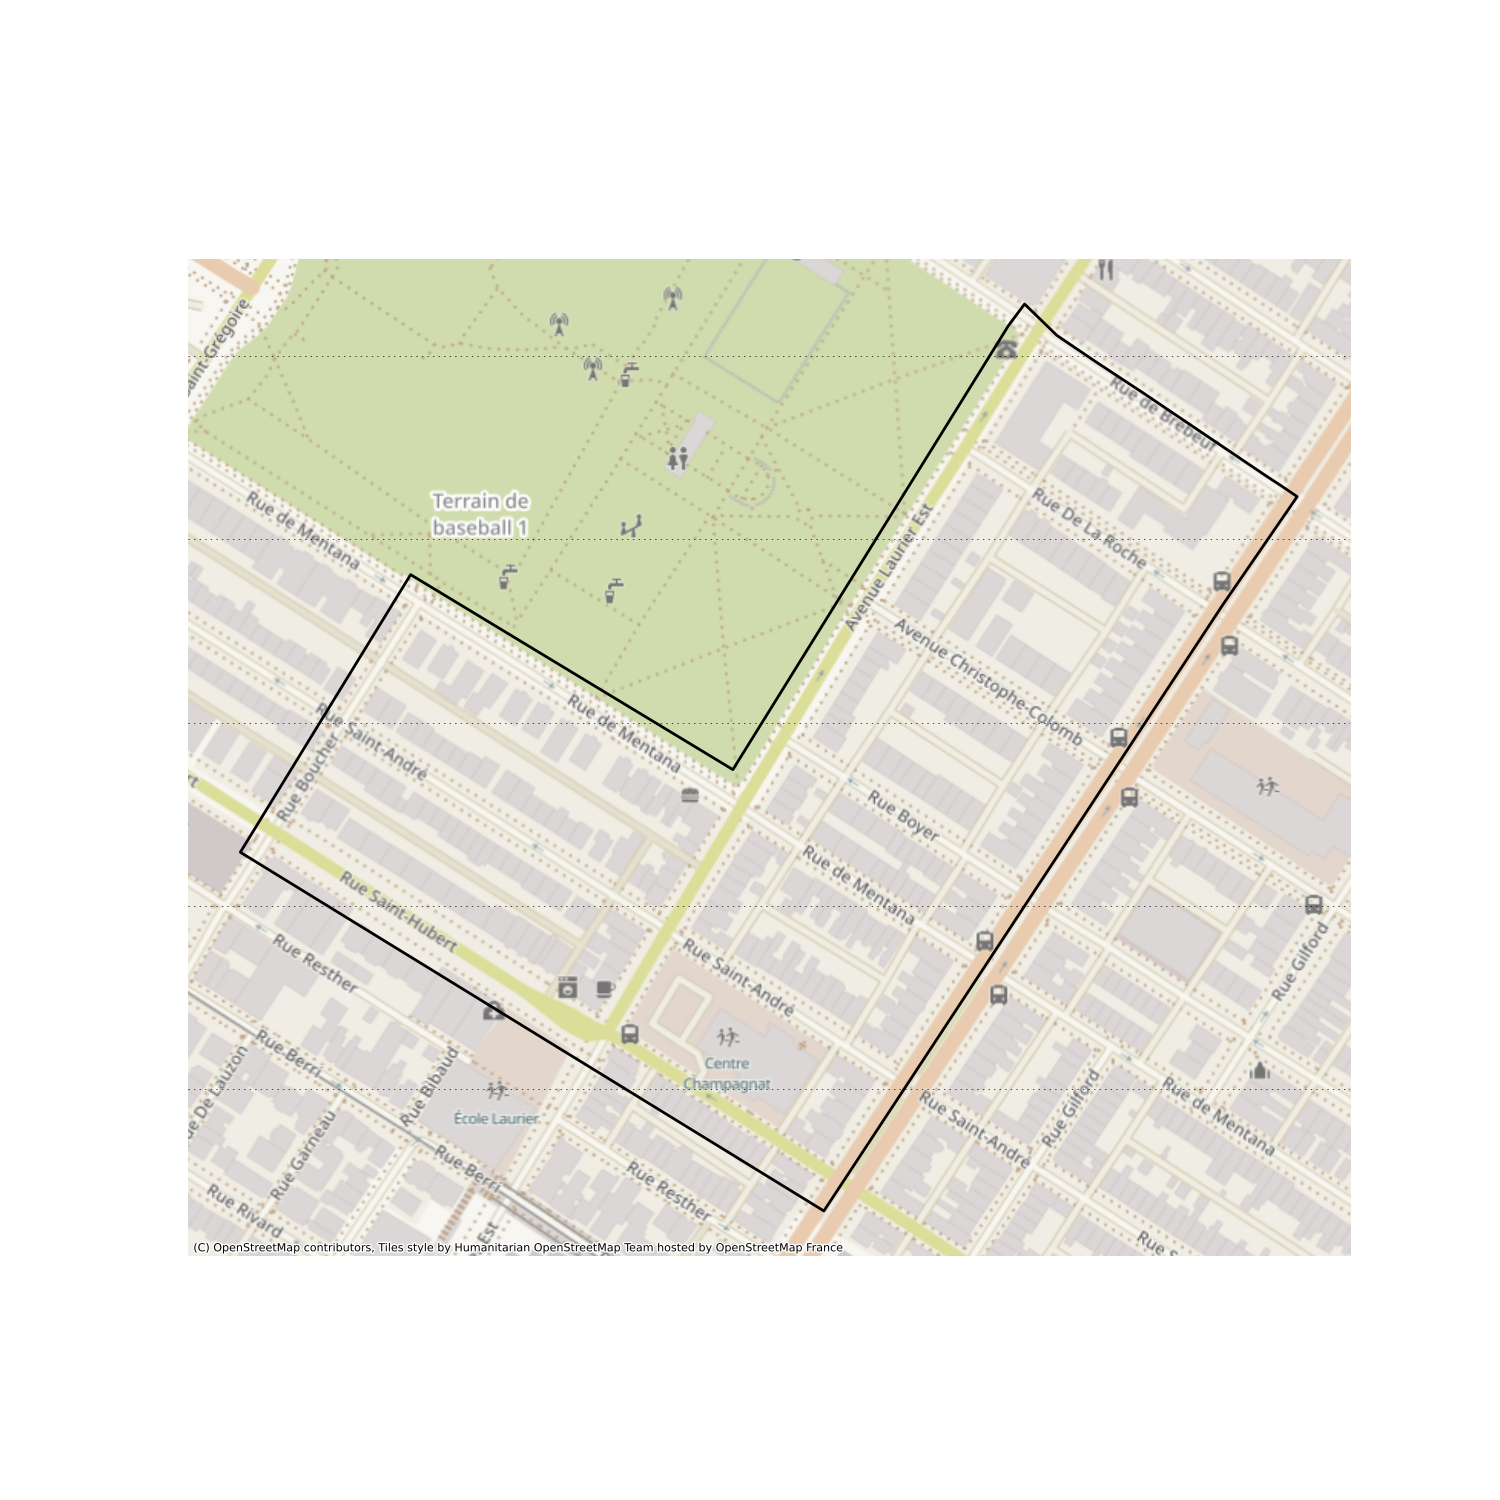 Saint-Grégoire
Rue de Brébeuf
Terrain de
baseball 1
Rue de Mentana
Rue De La Roche
Avenue Laurier Est
Avenue Christophe-Colomb
Rue de Mentana
Rue Saint-André
Rue Boucher
Rue Boyer
Rue de Mentana
Rue Saint-Hubert
Rue Saint-André
Rue Resther
Rue Gilford
Rue Berri
Rue Bibaud
Centre
Champagnat
École Laurier
Rue De Lauzon
Rue Garneau
Rue Saint-André
Rue Gilford
Rue de Mentana
Rue Berri
Rue Resther
Rue Rivard
Est
Rue S
(C) OpenStreetMap contributors, Tiles style by Humanitarian OpenStreetMap Team hosted by OpenStreetMap France